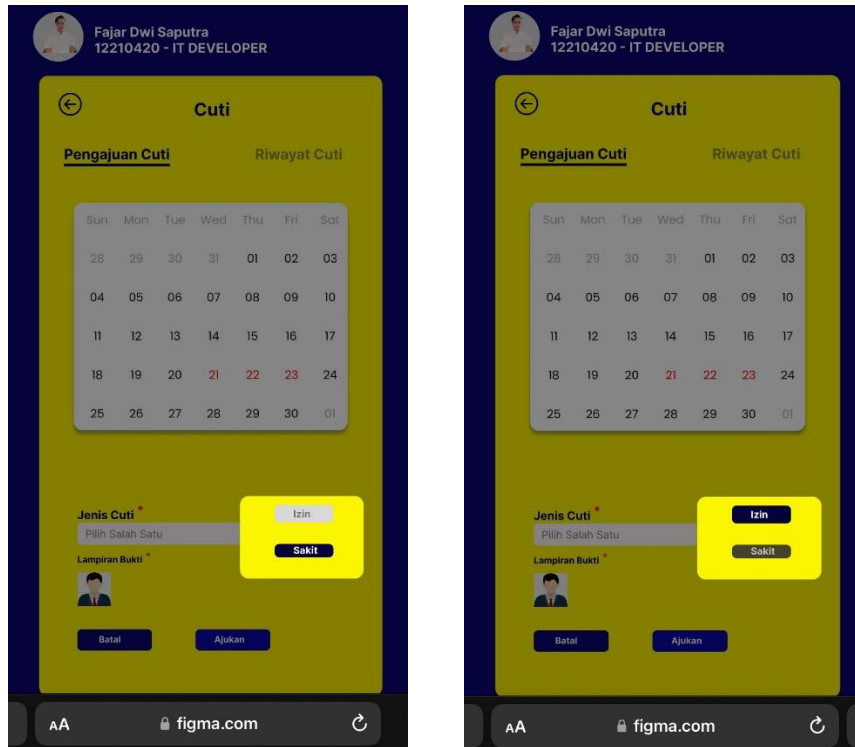 Fajar Dwi Saputra
12210420 - IT DEVELOPER
Cuti
Pengajuan Cuti Riwayat Cuti
Sun Mon Tue Wed Thu Fri Sat
28 29 30 31 01 02 03
04 05 06 07 08 09 10
11 12 13 14 15 16 17
18 19 20 21 22 23 24
25 26 27 28 29 30 01
Jenis Cuti *
Pilih Salah Satu
Izin
Sakit
Lampiran Bukti *
Batal Ajukan
AA figma.com
Fajar Dwi Saputra
12210420 - IT DEVELOPER
Cuti
Pengajuan Cuti Riwayat Cuti
Sun Mon Tue Wed Thu Fri Sat
28 29 30 31 01 02 03
04 05 06 07 08 09 10
11 12 13 14 15 16 17
18 19 20 21 22 23 24
25 26 27 28 29 30 01
Jenis Cuti *
Pilih Salah Satu
Izin
Sakit
Lampiran Bukti *
Batal Ajukan
AA figma.com